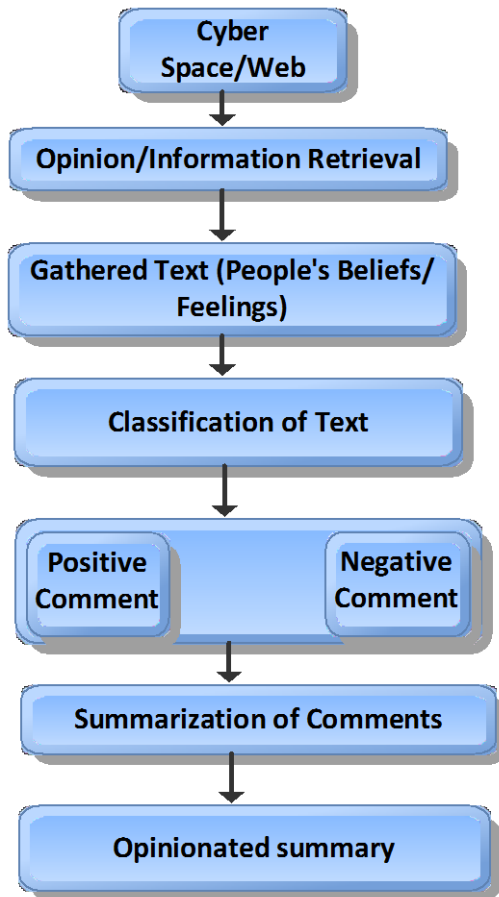 Cyber
Space/Web
Opinion/Information Retrieval
Gathered Text (People's Beliefs/
Feelings)
Classification of Text
Positive
Comment
Negative
Comment
Summarization of Comments
Opinionated summary